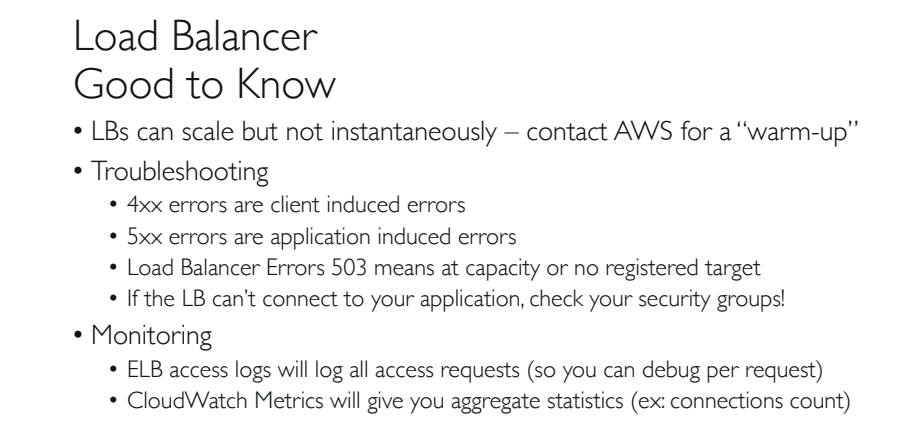 Load Balancer
Good to Know
• LBs can scale but not instantaneously – contact AWS for a “warm-up”
• Troubleshooting
• 4xx errors are client induced errors
• 5xx errors are application induced errors
• Load Balancer Errors 503 means at capacity or no registered target
• If the LB can’t connect to your application, check your security groups!
• Monitoring
• ELB access logs will log all access requests (so you can debug per request)
• CloudWatch Metrics will give you aggregate statistics (ex: connections count)